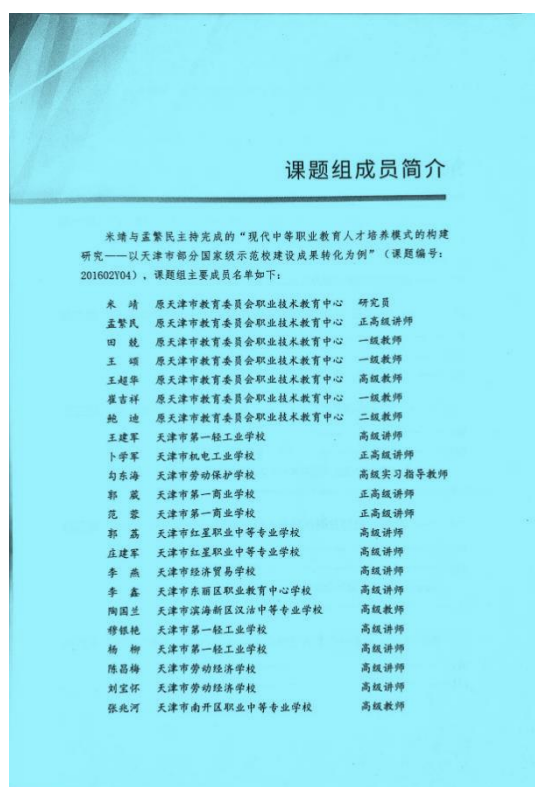 课题组成员简介
米靖与孟繁民主持完成的“现代中等职业教育人才培养模式的构建
研究——以天津市部分国家级示范校建设成果转化为例”（课题编号：
201602Y04），课题组主要成员名单如下：
米 靖 原天津市教育委员会职业技术教育中心 研究员
孟繁民 原天津市教育委员会职业技术教育中心 正高级讲师
田 兢 原天津市教育委员会职业技术教育中心 一级教师
王 颂 原天津市教育委员会职业技术教育中心 一级教师
王超华 原天津市教育委员会职业技术教育中心 高级教师
崔吉祥 原天津市教育委员会职业技术教育中心 一级教师
鲍 迪 原天津市教育委员会职业技术教育中心 二级教师
王建军 天津市第一轻工业学校 高级讲师
卜学军 天津市机电工业学校 正高级讲师
勾东海 天津市劳动保护学校 高级实习指导教师
郭 葳 天津市第一商业学校 正高级讲师
范 蓉 天津市第一商业学校 正高级讲师
郭 荔 天津市红星职业中等专业学校 高级讲师
庄建军 天津市红星职业中等专业学校 高级讲师
李 燕 天津市经济贸易学校 高级讲师
李 鑫 天津市东丽区职业教育中心学校 高级讲师
陶国兰 天津市滨海新区汉沽中等专业学校 高级教师
穆银艳 天津市第一轻工业学校 高级讲师
杨 柳 天津市第一轻工业学校 高级讲师
陈昌梅 天津市劳动经济学校 高级讲师
刘宝怀 天津市劳动经济学校 高级讲师
张兆河 天津市南开区职业中等专业学校 高级教师